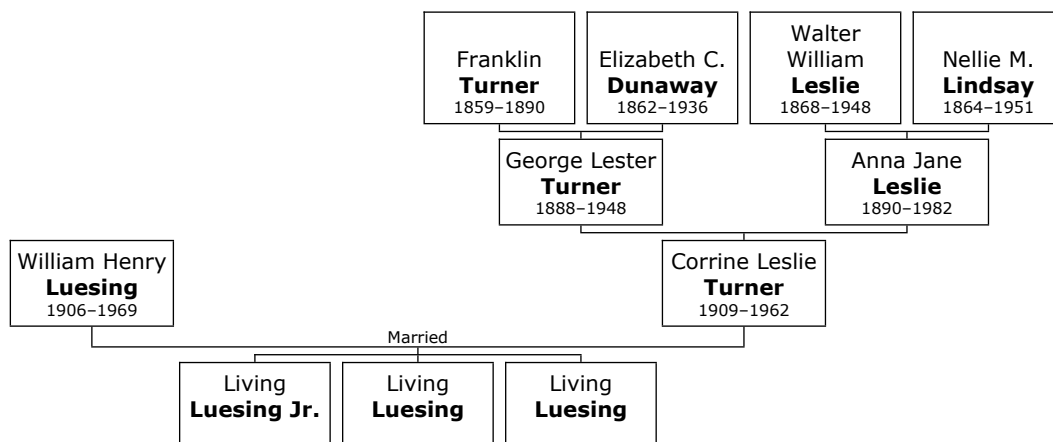 Franklin
Turner
1859–1890
Elizabeth C.
Dunaway
1862–1936
Walter
William
Leslie
1868–1948
Nellie M.
Lindsay
1864–1951
George Lester
Turner
1888–1948
Anna Jane
Leslie
1890–1982
William Henry
Luesing
1906–1969
Corrine Leslie
Turner
1909–1962
Married
Living
Luesing Jr.
Living
Luesing
Living
Luesing